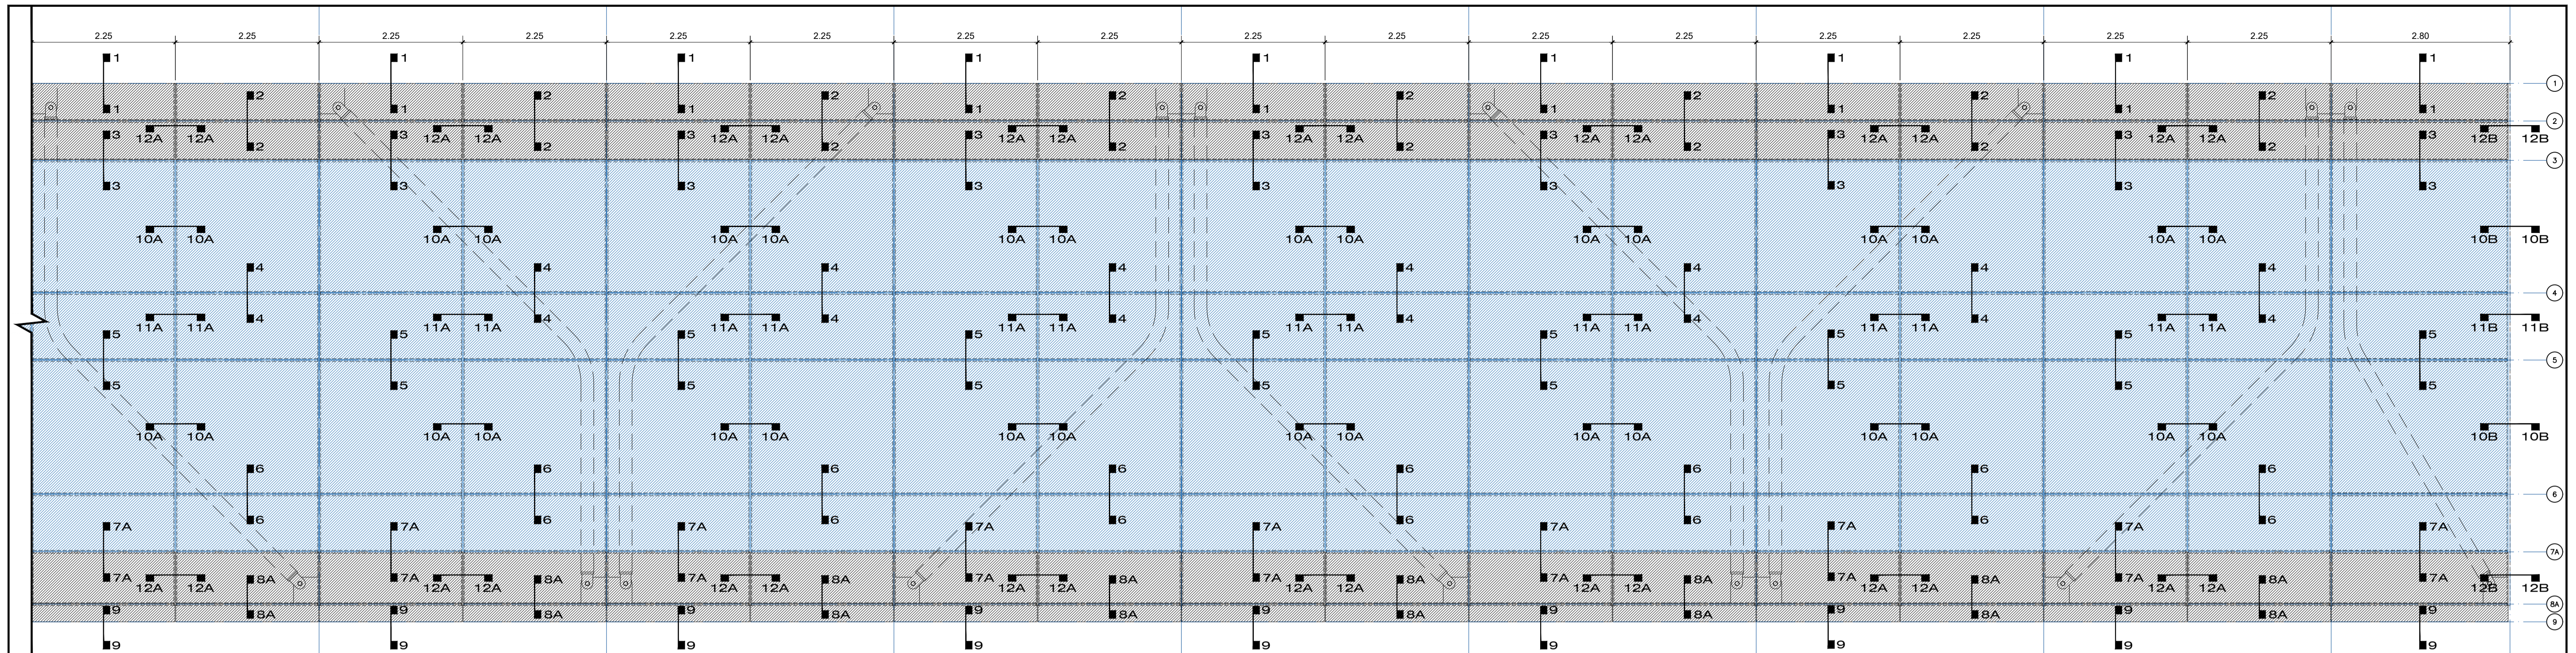 2.25 2.25 2.25 2.25 2.25 2.25 2.25 2.25 2.25 2.25 2.25 2.25 2.25 2.25 2.25 2.25 2.80
1 1 1 1 1 1 1 1 1
1
2 2 2 2 2 2 2 2
1 1 1 1 1 1 1 1 1
2
3 3 3 3 3 3 3 3 3
12A 12A 12A 12A 12A 12A 12A 12A 12A 12A 12A 12A 12A 12A 12A 12A 12B 12B
2 2 2 2 2 2 2 2
3
3 3 3 3 3 3 3 3 3
10A 10A 10A 10A 10A 10A 10A 10A 10A 10A 10A 10A 10A 10A 10A 10A 10B 10B
4 4 4 4 4 4 4 4
4
4 4 4 4 4 4 4 4
11A 11A 11A 11A 11A 11A 11A 11A 11A 11A 11A 11A 11A 11A 11A 11A 11B 11B
5 5 5 5 5 5 5 5 5
5
5 5 5 5 5 5 5 5 5
10A 10A 10A 10A 10A 10A 10A 10A 10A 10A 10A 10A 10A 10A 10A 10A 10B 10B
6 6 6 6 6 6 6 6
6
6 6 6 6 6 6 6 6
7A 7A 7A 7A 7A 7A 7A 7A 7A
7A
7A 7A 7A 7A 7A 7A 7A 7A 7A
8A 8A 8A 8A 8A 8A 8A 8A
12A 12A 12A 12A 12A 12A 12A 12A 12A 12A 12A 12A 12A 12A 12A 12A 12B 12B
8A
9 9 9 9 9 9 9 9 9
8A 8A 8A 8A 8A 8A 8A 8A
9
9 9 9 9 9 9 9 9 9